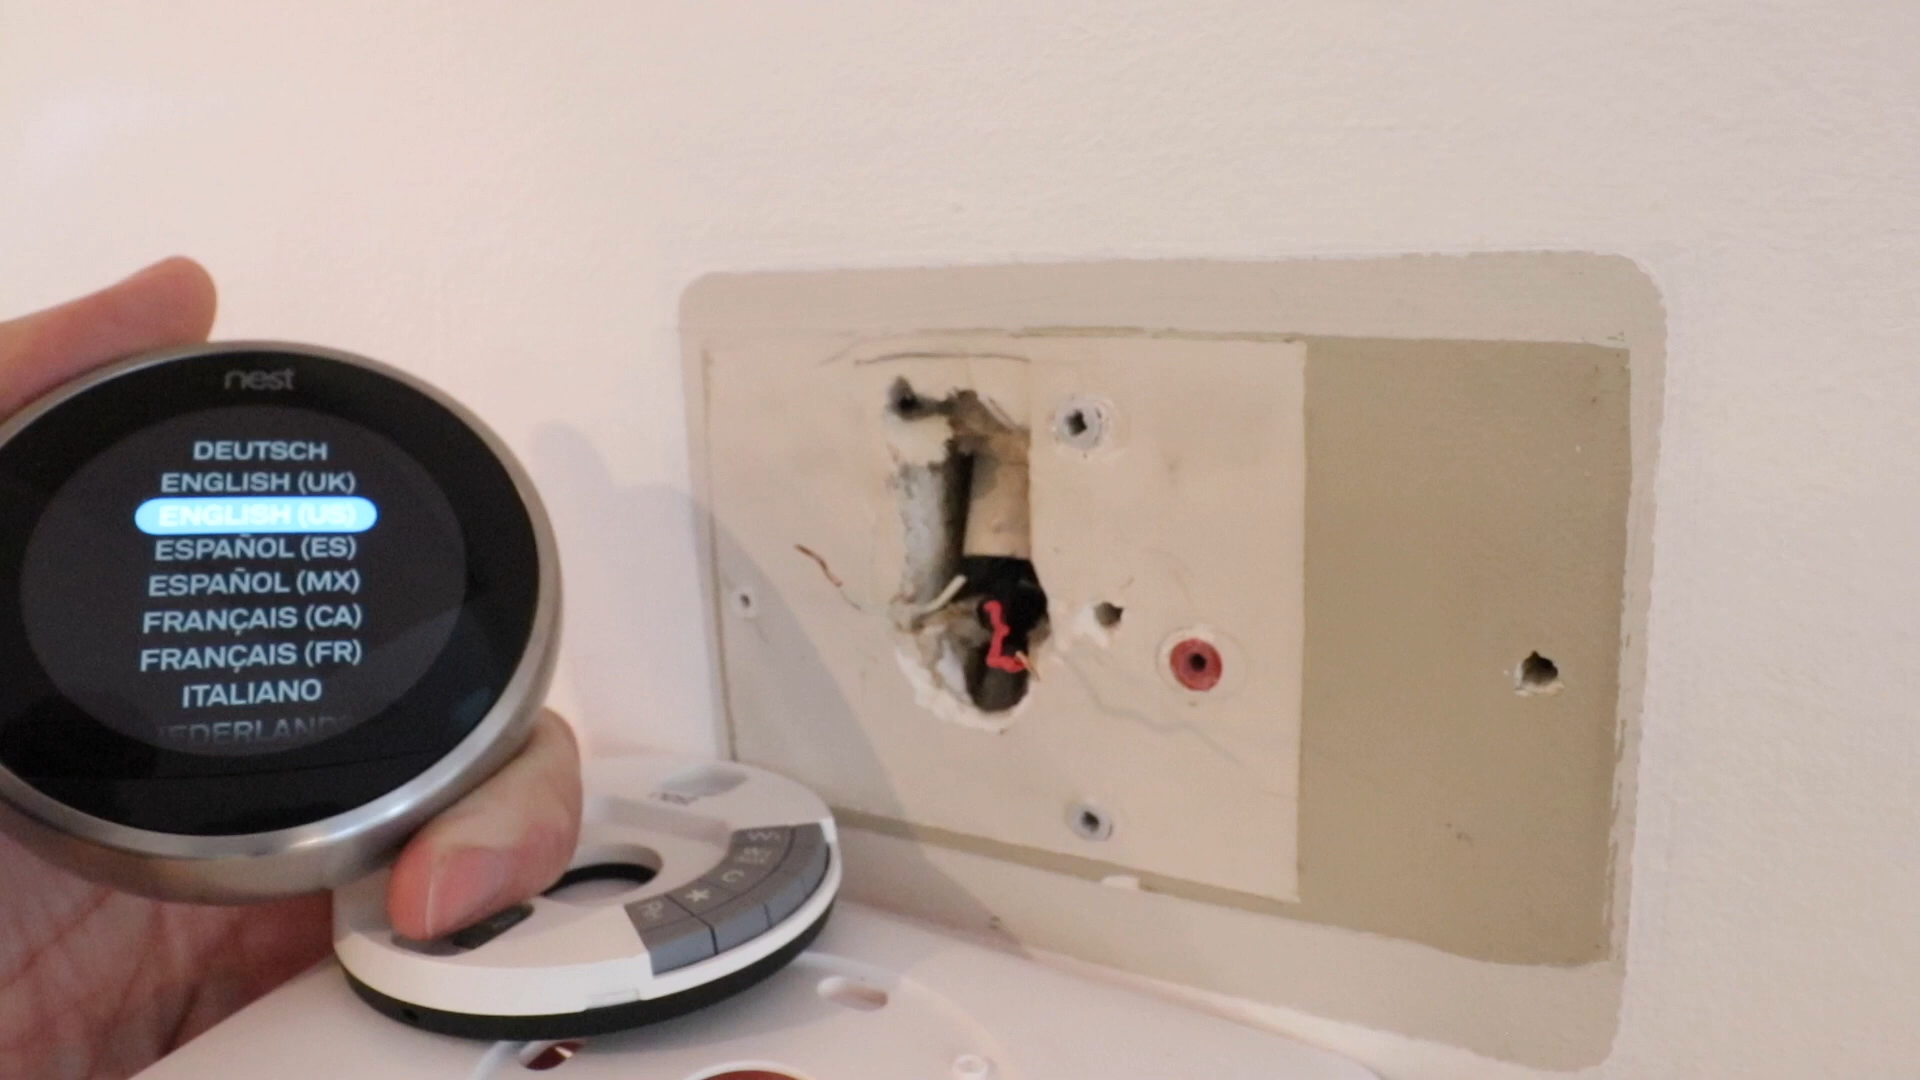 nest
DEUTSCH
ENGLISH (UK)
ENGLISH (US)
ESPAÑOL (ES)
ESPAÑOL (MX)
FRANÇAIS (CA)
FRANÇAIS (FR)
ITALIANO
C
*